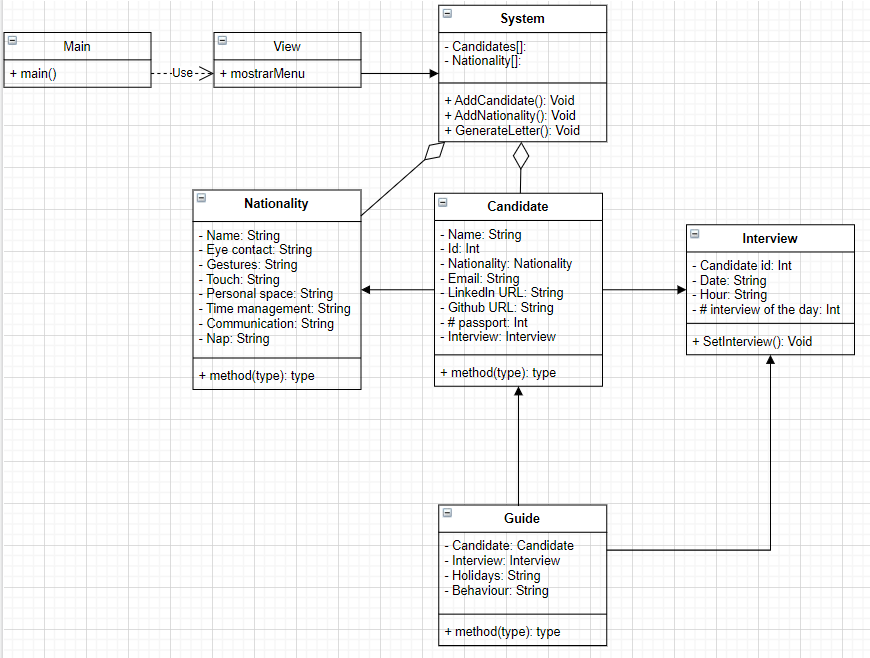 Main
+ main()
Use
View
+ mostrarMenu
System
- Candidates[]:
- Nationality[]:
+ AddCandidate(): Void
+ AddNationality(): Void
+ GenerateLetter(): Void
Nationality
- Name: String
- Eye contact: String
- Gestures: String
- Touch: String
- Personal space: String
- Time management: String
- Communication: String
- Nap: String
+ method(type): type
Candidate
- Name: String
- Id: Int
- Nationality: Nationality
- Email: String
- LinkedIn URL: String
- Github URL: String
- # passport: Int
- Interview: Interview
+ method(type): type
Interview
- Candidate id: Int
- Date: String
- Hour: String
- # interview of the day: Int
+ SetInterview(): Void
Guide
- Candidate: Candidate
- Interview: Interview
- Holidays: String
- Behaviour: String
+ method(type): type